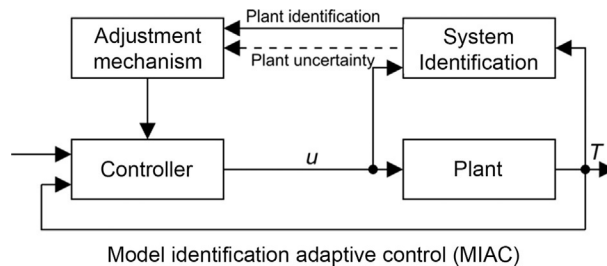 Plant identification
Adjustment
mechanism
System
Identification
Plant uncertainty
Controller
u
Plant
T
Model identification adaptive control (MIAC)